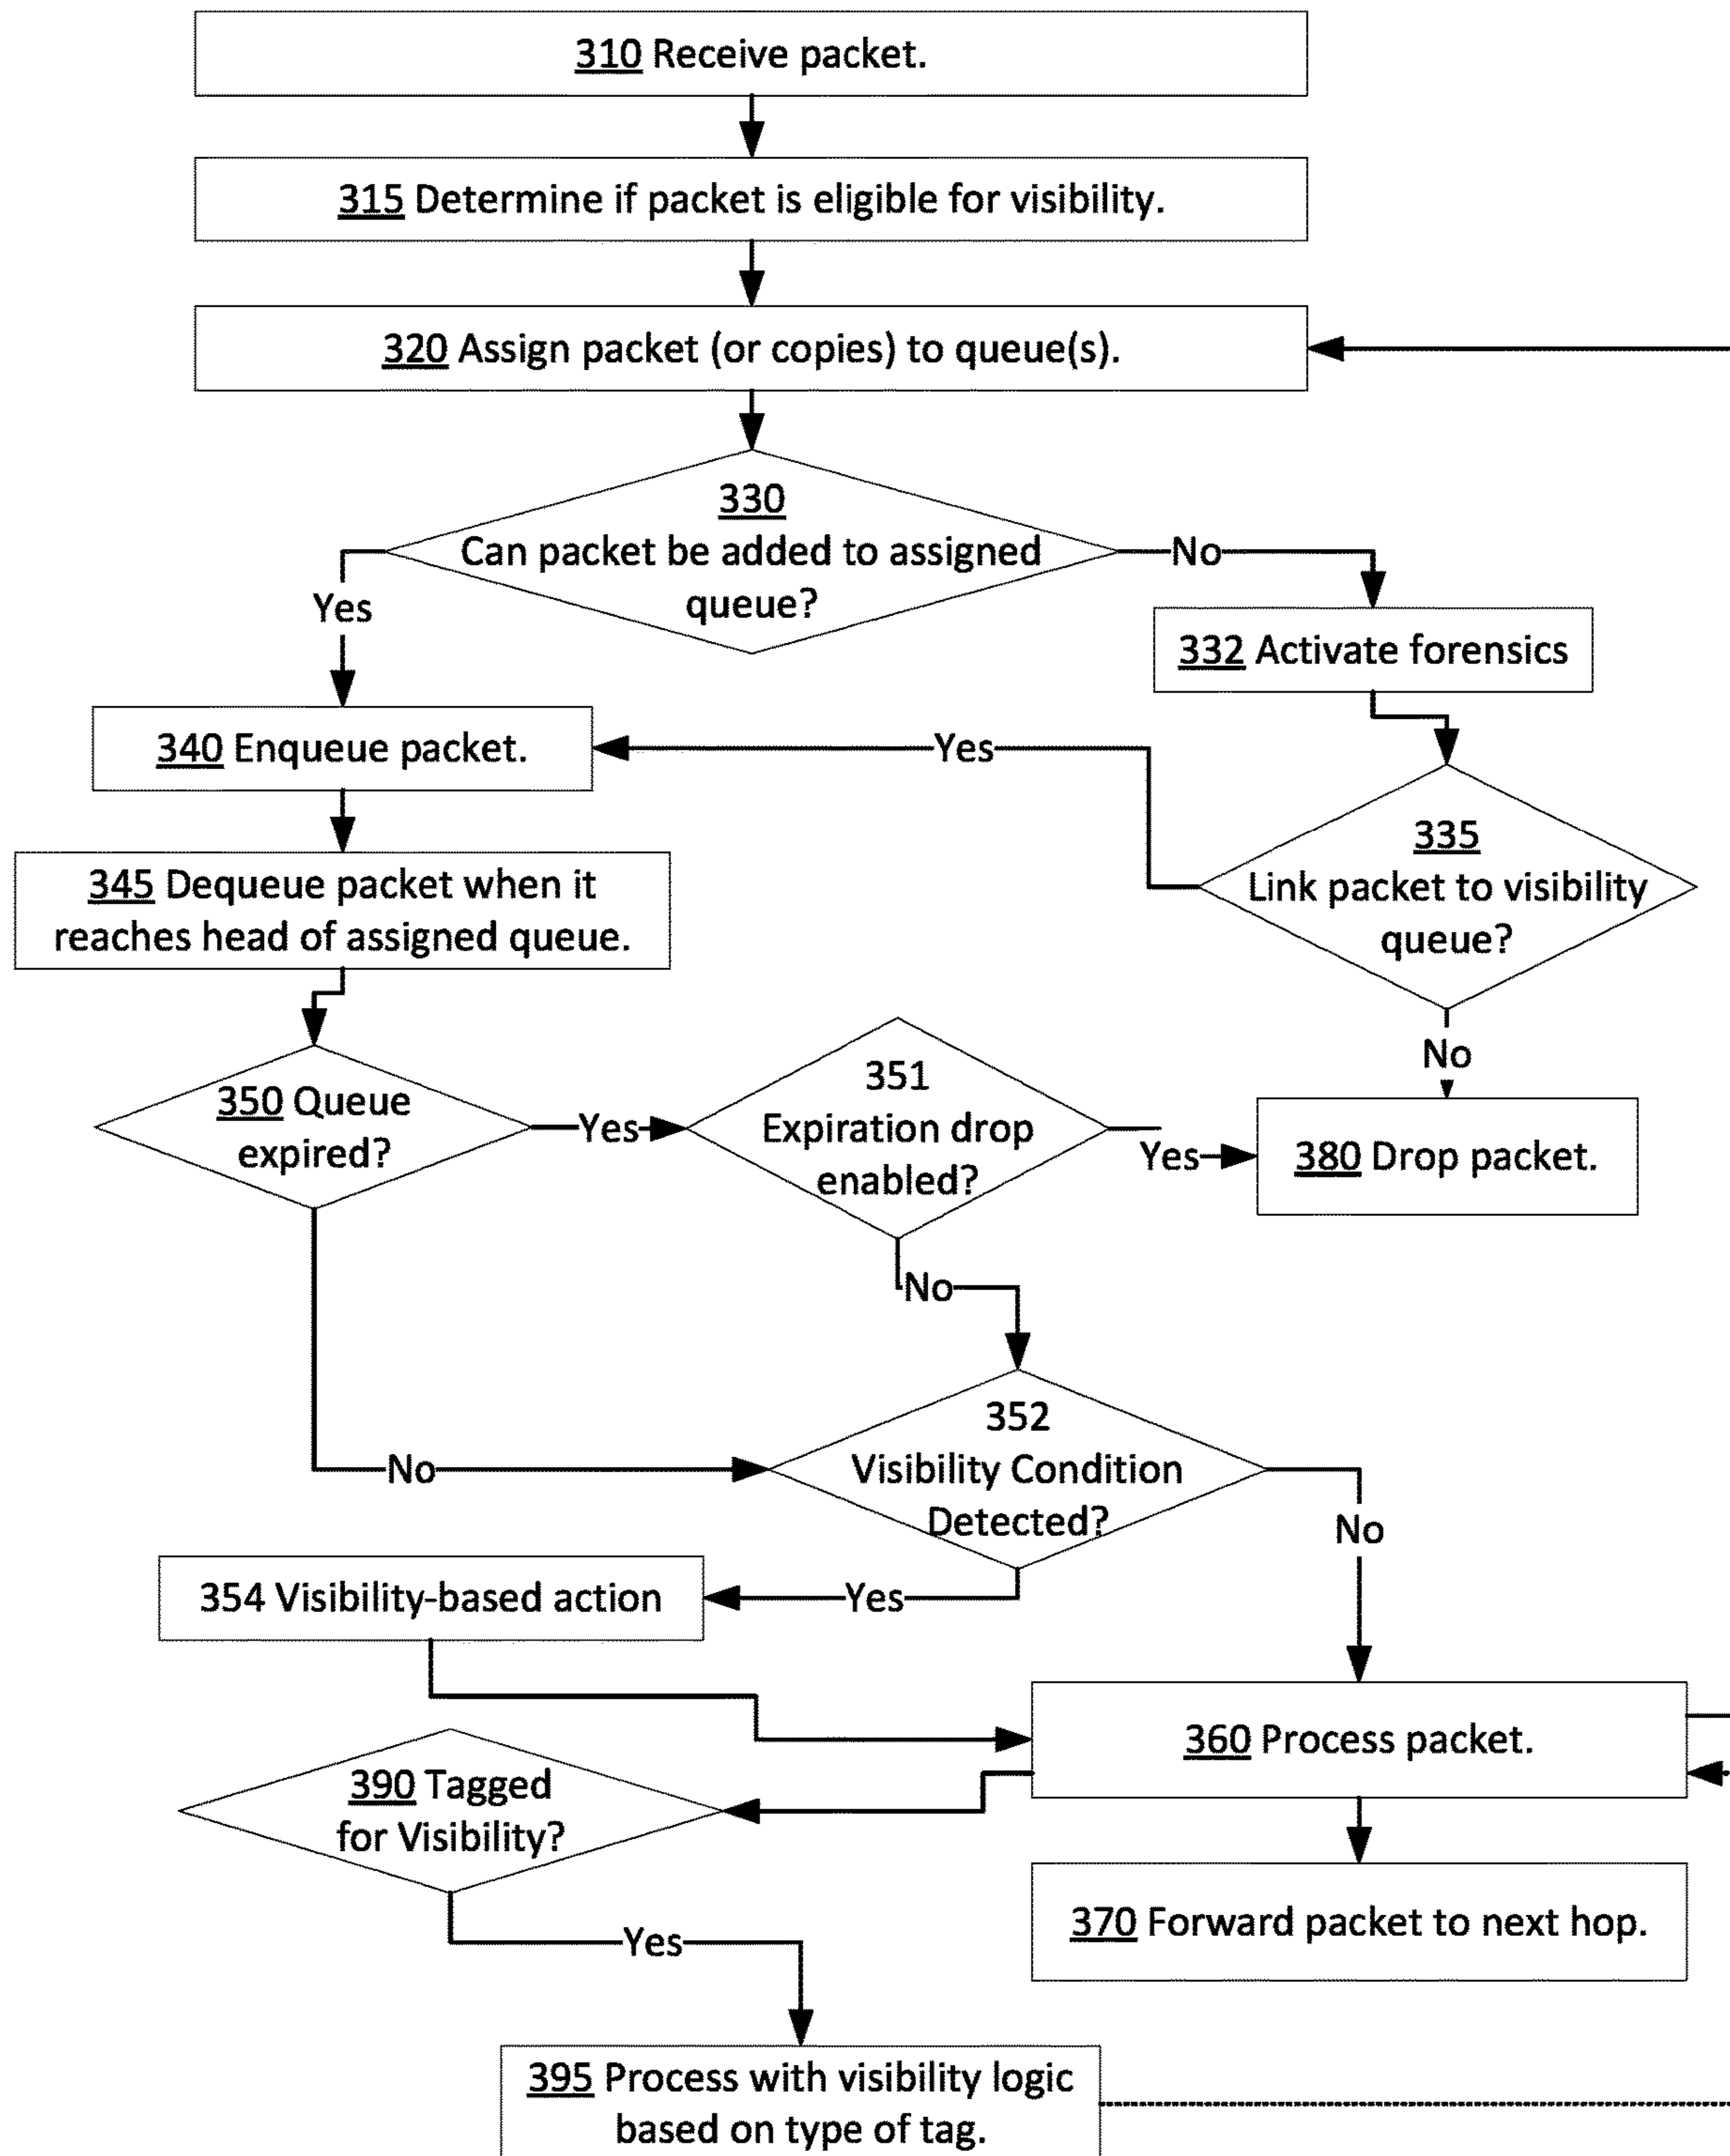 310 Receive packet.
315 Determine if packet is eligible for visibility.
320 Assign packet (or copies) to queue(s).
330
Can packet be added to assigned
queue?
No
Yes
332 Activate forensics
340 Enqueue packet.
Yes
335
Link packet to visibility
queue?
345 Dequeue packet when it
reaches head of assigned queue.
No
350 Queue
expired?
Yes
351
Expiration drop
enabled?
Yes
380 Drop packet.
No
352
Visibility Condition
Detected?
No
No
354 Visibility-based action
Yes
360 Process packet.
390 Tagged
for Visibility?
370 Forward packet to next hop.
Yes
395 Process with visibility logic
based on type of tag.